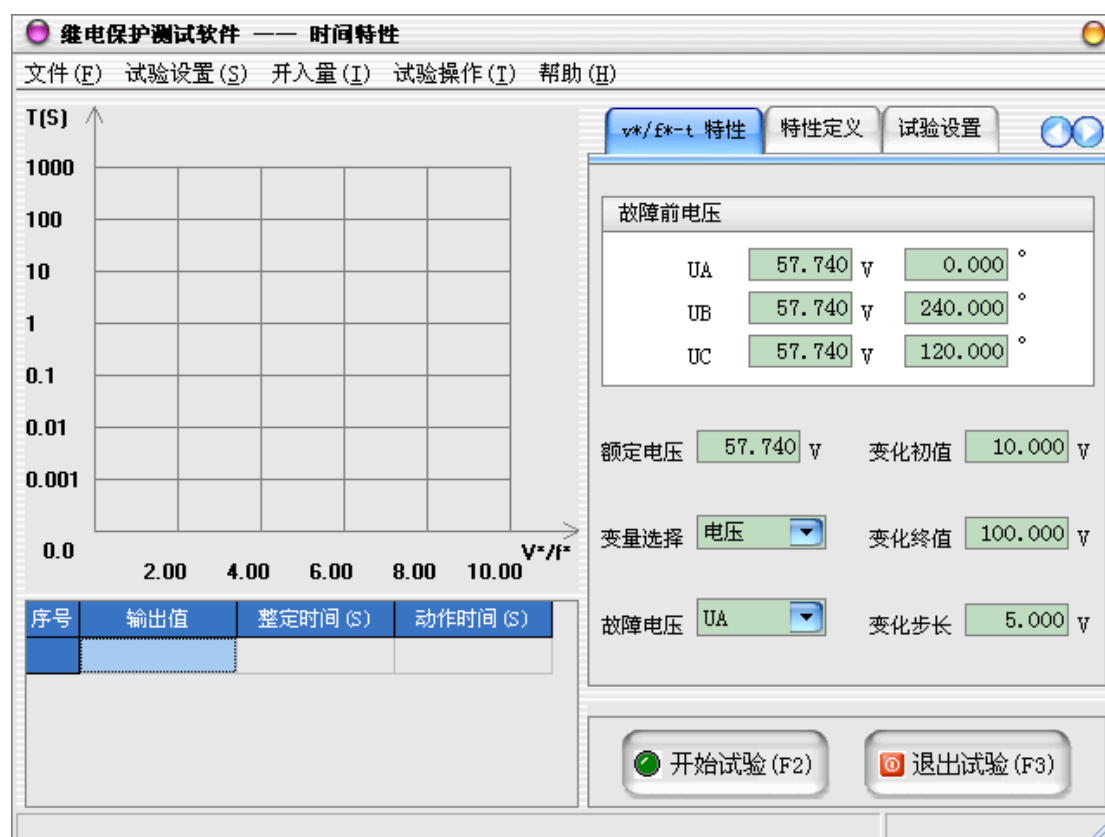 继电保护测试软件 —— 时间特性
文件(F) 试验设置(S) 开入量(I) 试验操作(T) 帮助(H)
T(S)
1000
100
10
1
0.1
0.01
0.001
0.0
2.00 4.00 6.00 8.00 10.00
V*/f*
序号 输出值 整定时间(S) 动作时间(S)
v*/f*-t 特性 特性定义 试验设置
故障前电压
UA 57.740 V 0.000 °
UB 57.740 V 240.000 °
UC 57.740 V 120.000 °
额定电压 57.740 V 变化初值 10.000 V
变量选择 电压 变化终值 100.000 V
故障电压 UA 变化步长 5.000 V
开始试验(F2) 退出试验(F3)